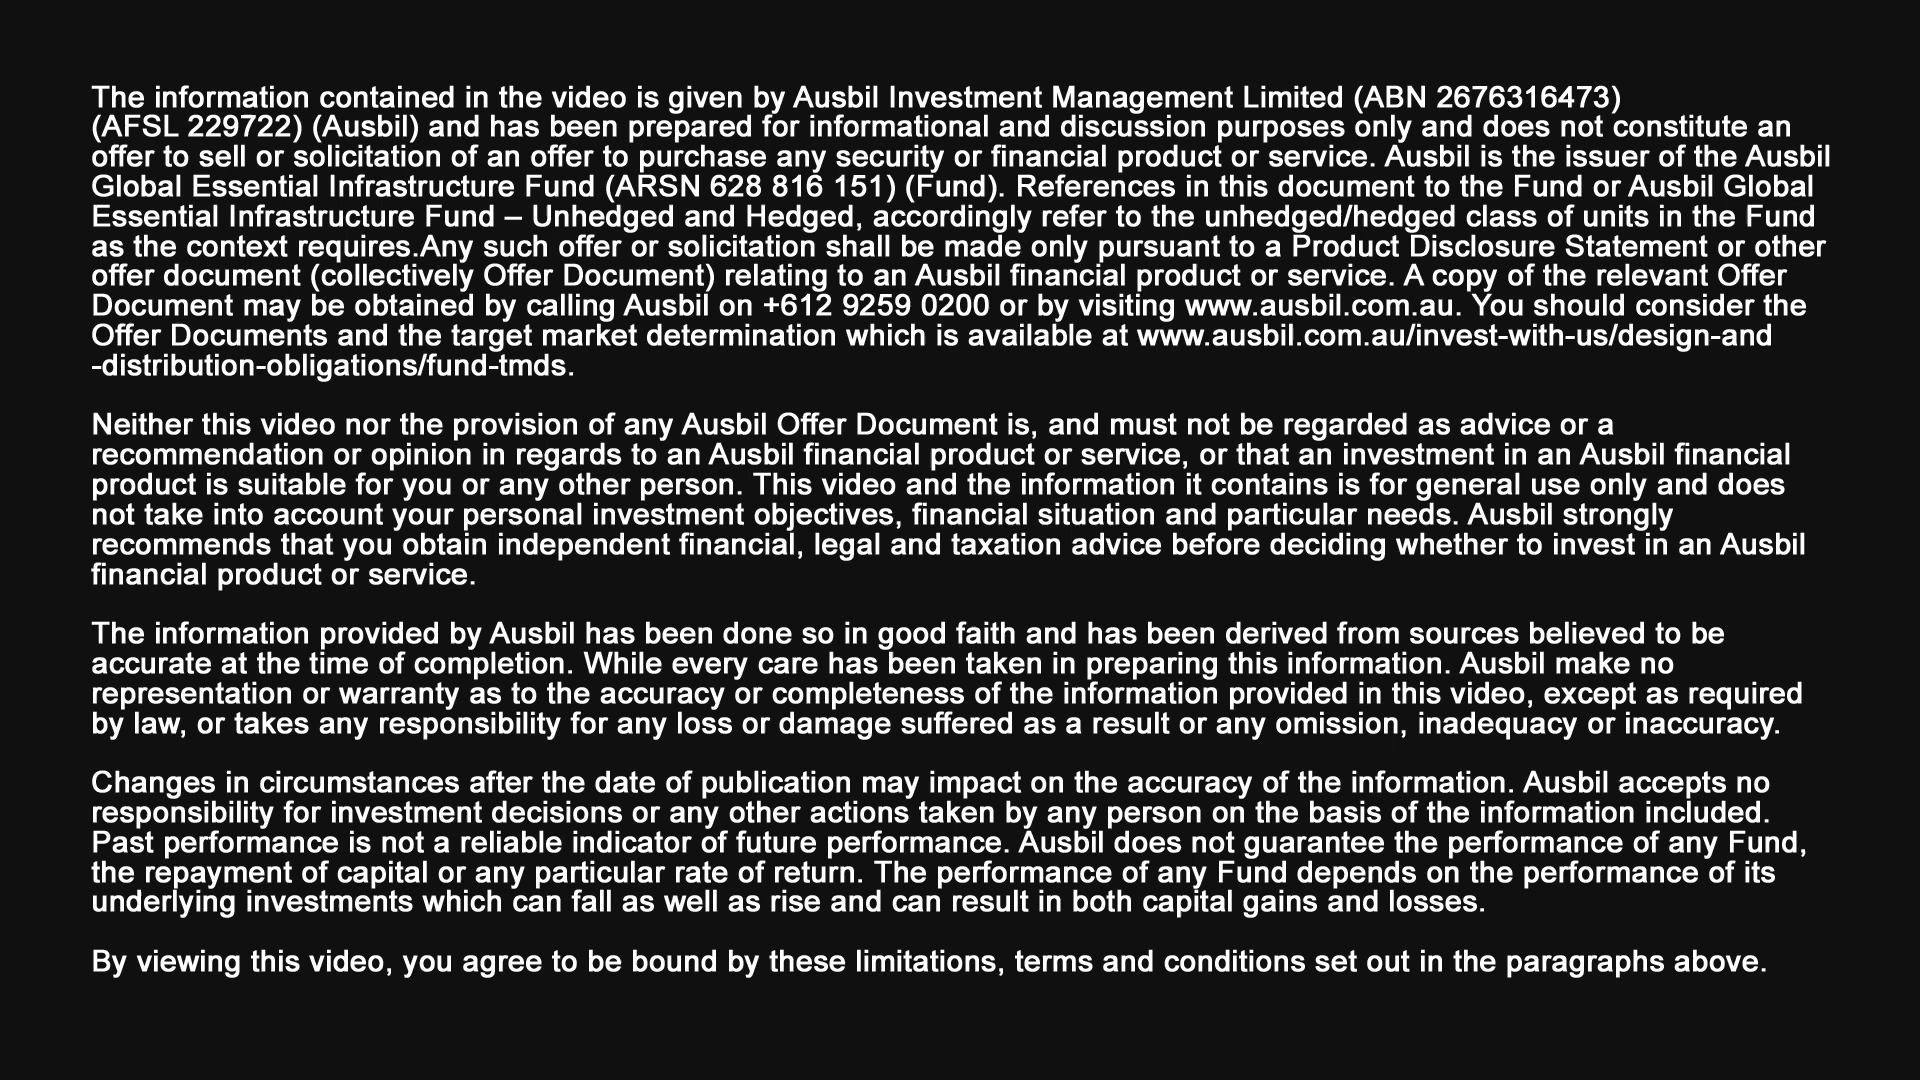 The information contained in the video is given by Ausbil Investment Management Limited (ABN 2676316473)
(AFSL 229722) (Ausbil) and has been prepared for informational and discussion purposes only and does not constitute an
offer to sell or solicitation of an offer to purchase any security or financial product or service. Ausbil is the issuer of the Ausbil
Global Essential Infrastructure Fund (ARSN 628 816 151) (Fund). References in this document to the Fund or Ausbil Global
Essential Infrastructure Fund – Unhedged and Hedged, accordingly refer to the unhedged/hedged class of units in the Fund
as the context requires.Any such offer or solicitation shall be made only pursuant to a Product Disclosure Statement or other
offer document (collectively Offer Document) relating to an Ausbil financial product or service. A copy of the relevant Offer
Document may be obtained by calling Ausbil on +612 9259 0200 or by visiting www.ausbil.com.au. You should consider the
Offer Documents and the target market determination which is available at www.ausbil.com.au/invest-with-us/design-and
-distribution-obligations/fund-tmds.
Neither this video nor the provision of any Ausbil Offer Document is, and must not be regarded as advice or a
recommendation or opinion in regards to an Ausbil financial product or service, or that an investment in an Ausbil financial
product is suitable for you or any other person. This video and the information it contains is for general use only and does
not take into account your personal investment objectives, financial situation and particular needs. Ausbil strongly
recommends that you obtain independent financial, legal and taxation advice before deciding whether to invest in an Ausbil
financial product or service.
The information provided by Ausbil has been done so in good faith and has been derived from sources believed to be
accurate at the time of completion. While every care has been taken in preparing this information. Ausbil make no
representation or warranty as to the accuracy or completeness of the information provided in this video, except as required
by law, or takes any responsibility for any loss or damage suffered as a result or any omission, inadequacy or inaccuracy.
Changes in circumstances after the date of publication may impact on the accuracy of the information. Ausbil accepts no
responsibility for investment decisions or any other actions taken by any person on the basis of the information included.
Past performance is not a reliable indicator of future performance. Ausbil does not guarantee the performance of any Fund,
the repayment of capital or any particular rate of return. The performance of any Fund depends on the performance of its
underlying investments which can fall as well as rise and can result in both capital gains and losses.
By viewing this video, you agree to be bound by these limitations, terms and conditions set out in the paragraphs above.